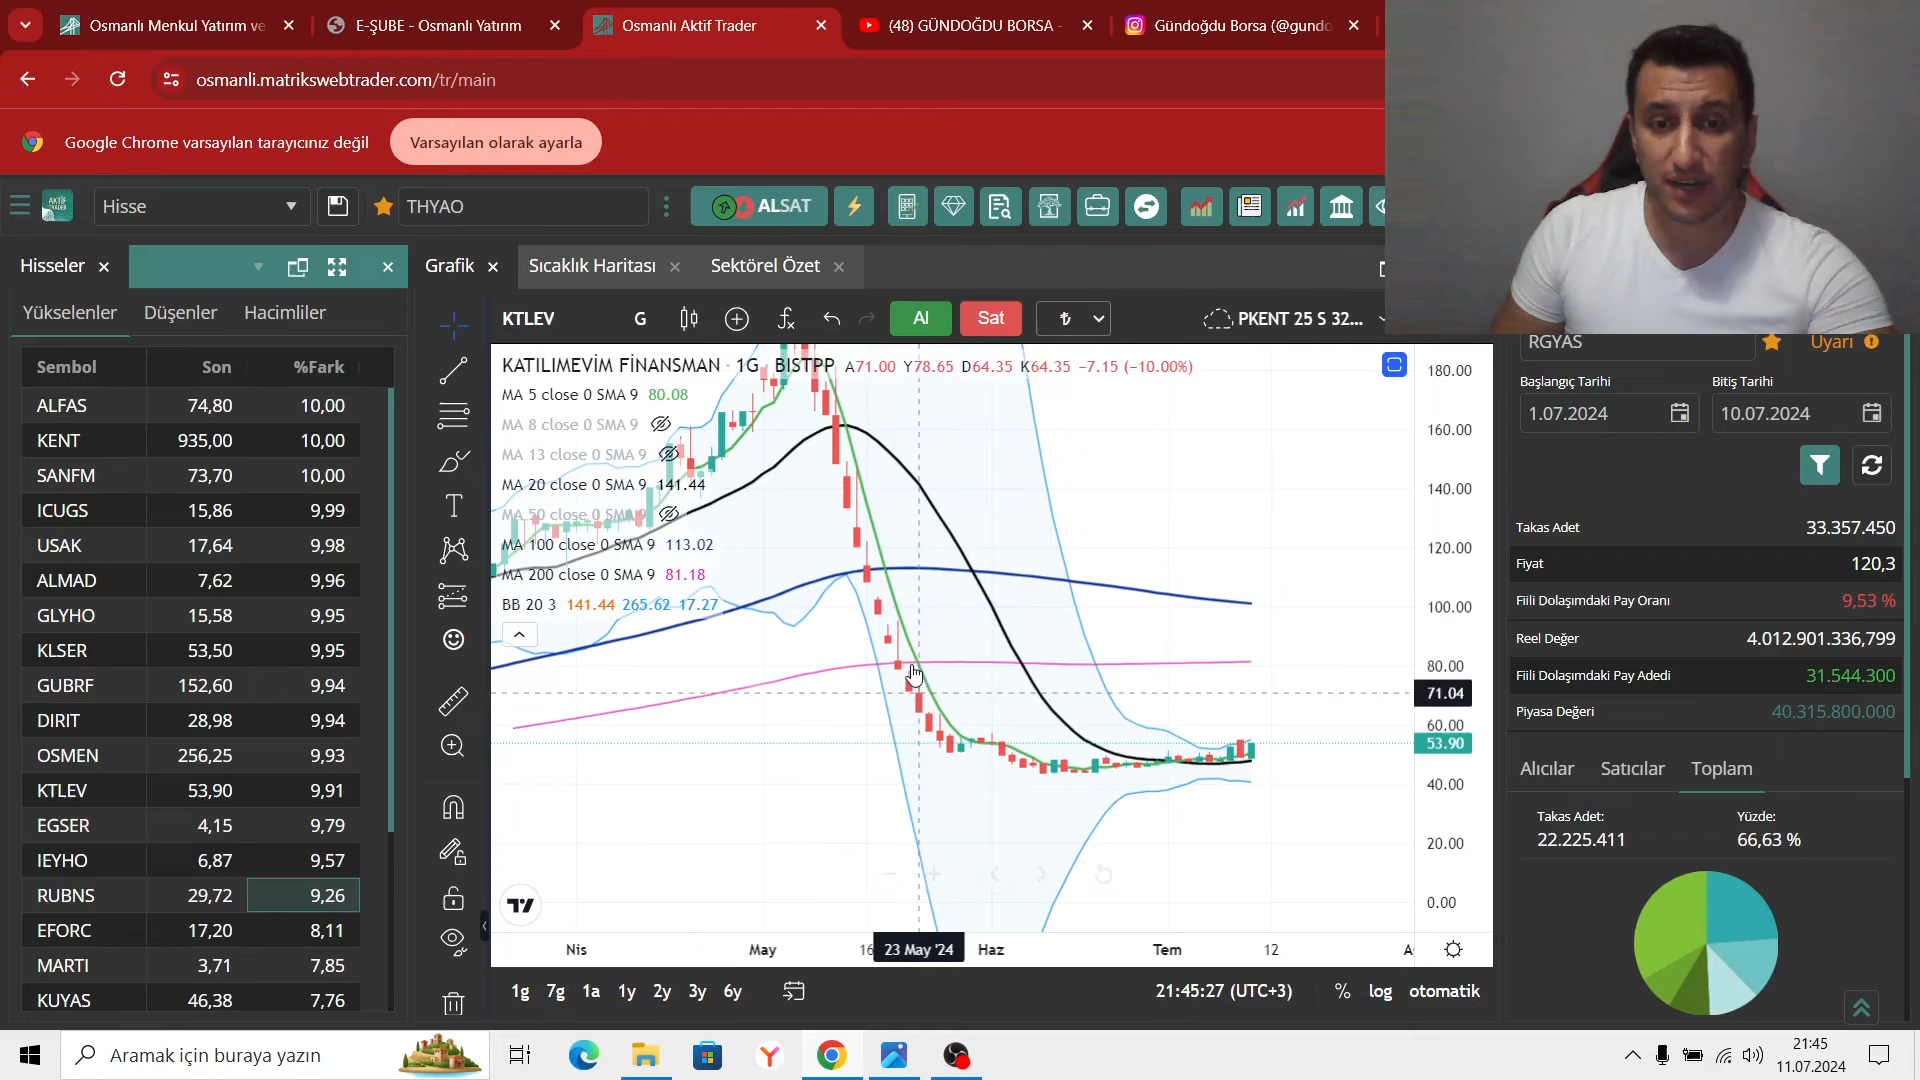 Osmanlı Menkul Yatırım ve
E-ŞUBE - Osmanlı Yatırım
Osmanlı Aktif Trader
(48) GÜNDOĞDU BORSA -
Gündoğdu Borsa (@gundo
osmanli.matrikswebtrader.com/tr/main
Google Chrome varsayılan tarayıcınız değil
Varsayılan olarak ayarla
AKTİF
TRADER
Hisse
THYAO
ALSAT
Hisseler
Grafik
Sıcaklık Haritası
Sektörel Özet
Yükselenler
Düşenler
Hacimliler
Sembol Son %Fark
ALFAS 74,80 10,00
KENT 935,00 10,00
SANFM 73,70 10,00
ICUGS 15,86 9,99
USAK 17,64 9,98
ALMAD 7,62 9,96
GLYHO 15,58 9,95
KLSER 53,50 9,95
GUBRF 152,60 9,94
DIRIT 28,98 9,94
OSMEN 256,25 9,93
KTLEV 53,90 9,91
EGSER 4,15 9,79
IEYHO 6,87 9,57
RUBNS 29,72 9,26
EFORC 17,20 8,11
MARTI 3,71 7,85
KUYAS 46,38 7,76
KTLEV
G
Al
Sat
₺
PKENT 25 S 32...
KATILIMEVİM FİNANSMAN · 1G · BISTPP A71.00 Y78.65 D64.35 K64.35 −7.15 (−10.00%)
MA 5 close 0 SMA 9 80.08
MA 8 close 0 SMA 9
MA 13 close 0 SMA 9
MA 20 close 0 SMA 9 141.44
MA 50 close 0 SMA 9
MA 100 close 0 SMA 9 113.02
MA 200 close 0 SMA 9 81.18
BB 20 3 141.44 265.62 17.27
180.00
160.00
140.00
120.00
100.00
80.00
71.04
60.00
53.90
40.00
20.00
0.00
Nis
May
16
23 May '24
Haz
Tem
12
A
1g 7g 1a 1y 2y 3y 6y
21:45:27 (UTC+3)
% log otomatik
RGYAS
Uyarı
Başlangıç Tarihi
Bitiş Tarihi
1.07.2024
10.07.2024
Takas Adet 33.357.450
Fiyat 120,3
Fiili Dolaşımdaki Pay Oranı 9,53 %
Reel Değer 4.012.901.336,799
Fiili Dolaşımdaki Pay Adedi 31.544.300
Piyasa Değeri 40.315.800.000
Alıcılar Satıcılar Toplam
Takas Adet: Yüzde:
22.225.411 66,63 %
Aramak için buraya yazın
21:45
11.07.2024